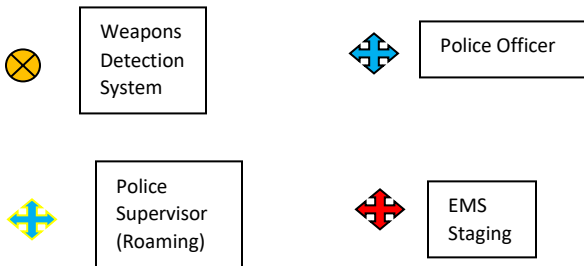 Weapons
Detection
System
Police Officer
Police
Supervisor
(Roaming)
EMS
Staging